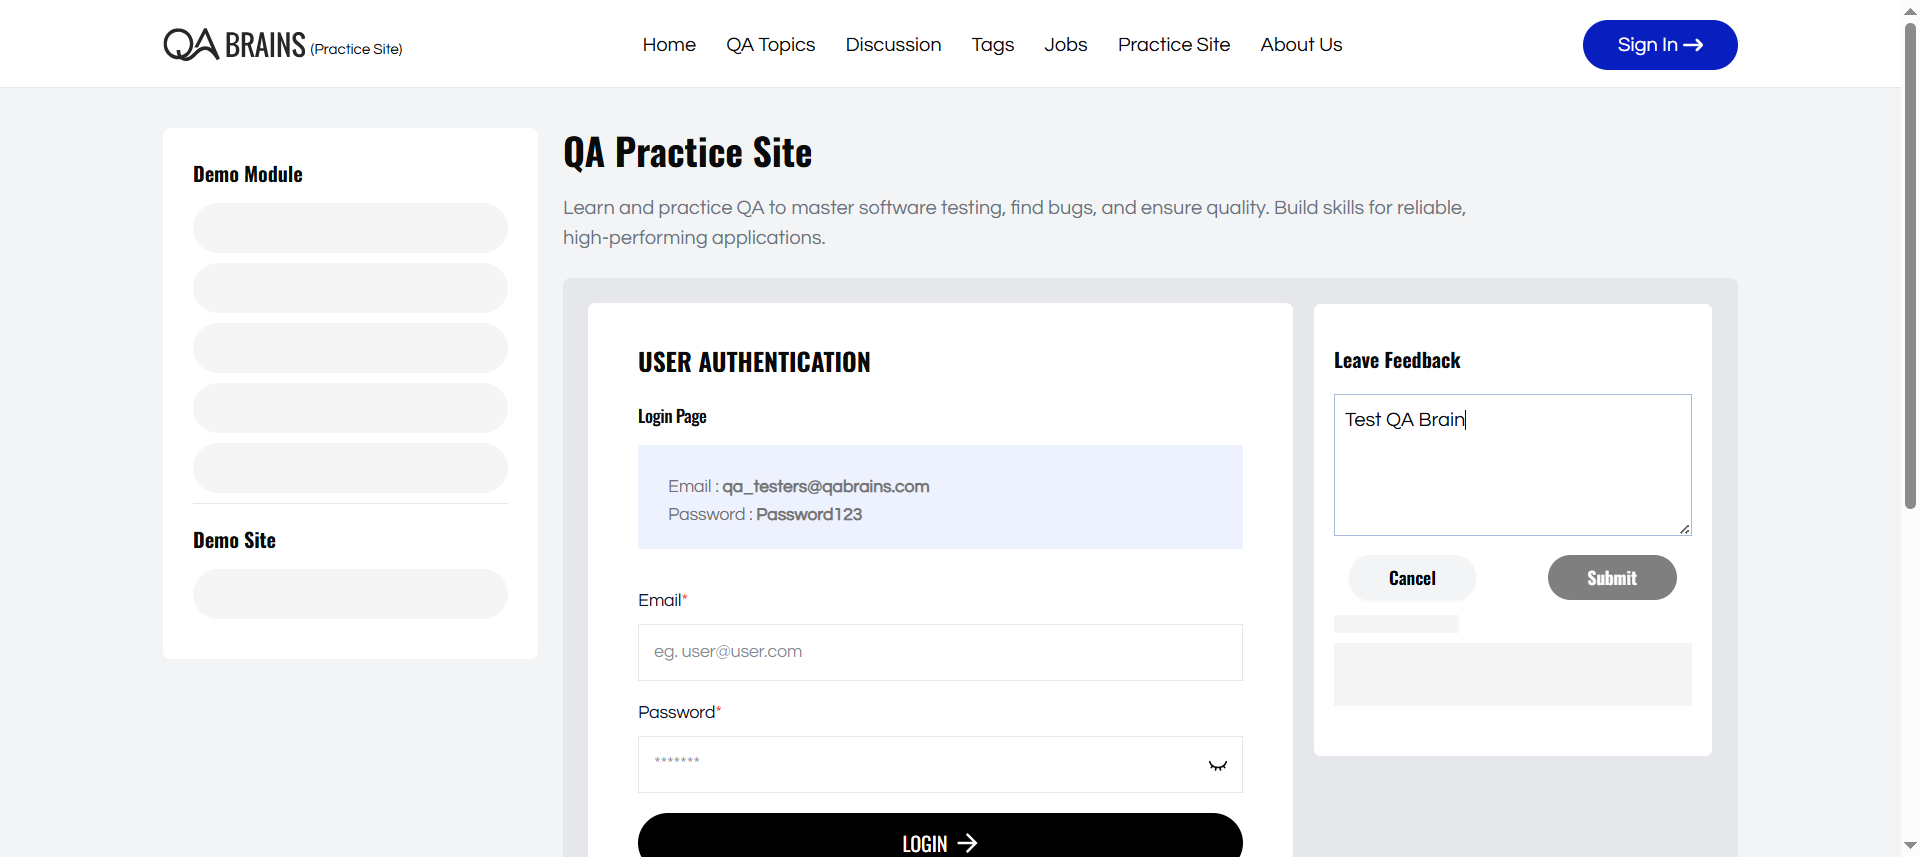 QA BRAINS (Practice Site)
Home QA Topics Discussion Tags Jobs Practice Site About Us
Sign In
Demo Module
Demo Site
QA Practice Site
Learn and practice QA to master software testing, find bugs, and ensure quality. Build skills for reliable,
high-performing applications.
USER AUTHENTICATION
Login Page
Email : qa_testers@qabrains.com
Password : Password123
Email*
eg. user@user.com
Password*
*******
LOGIN
Leave Feedback
Test QA Brain
Cancel Submit